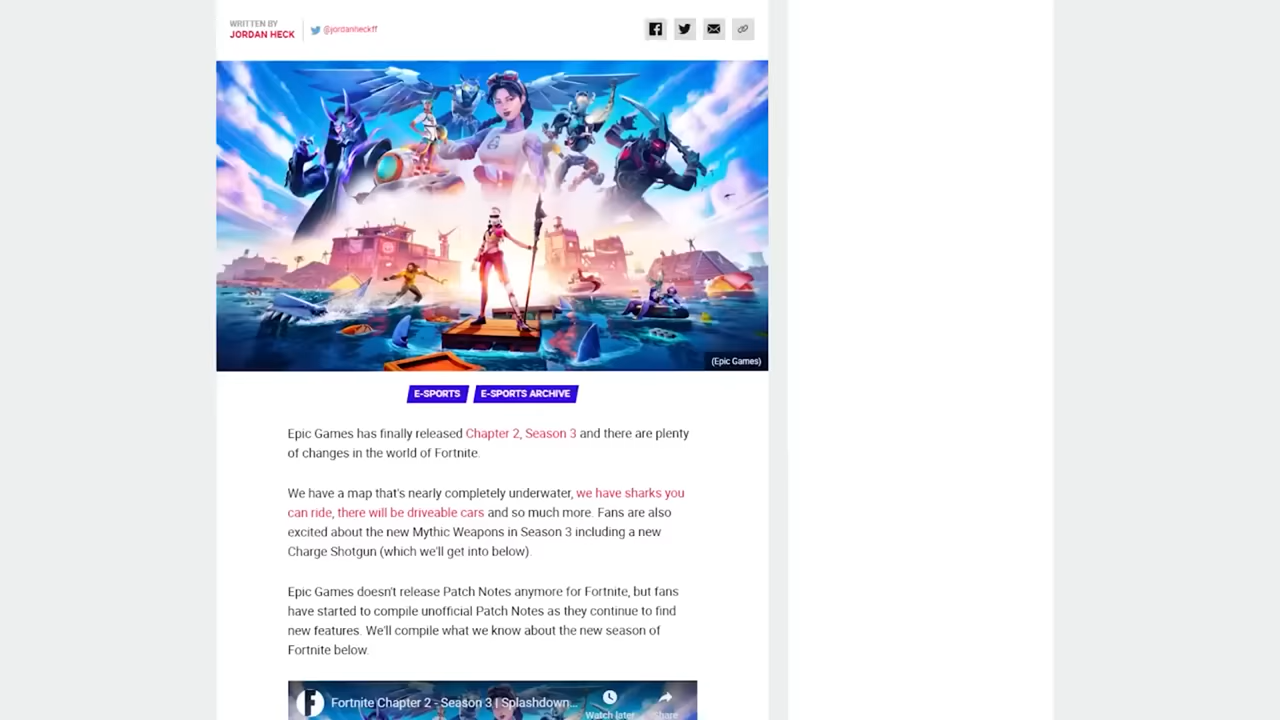 WRITTEN BY
JORDAN HECK
@jordanheckff
(Epic Games)
E-SPORTS
E-SPORTS ARCHIVE
Epic Games has finally released Chapter 2, Season 3 and there are plenty
of changes in the world of Fortnite.
We have a map that's nearly completely underwater, we have sharks you
can ride, there will be driveable cars and so much more. Fans are also
excited about the new Mythic Weapons in Season 3 including a new
Charge Shotgun (which we'll get into below).
Epic Games doesn't release Patch Notes anymore for Fortnite, but fans
have started to compile unofficial Patch Notes as they continue to find
new features. We'll compile what we know about the new season of
Fortnite below.
Fortnite Chapter 2 - Season 3 | Splashdown...
Watch later
Share